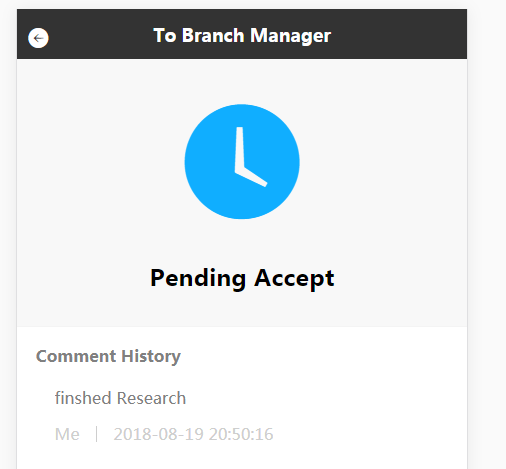 To Branch Manager
Pending Accept
Comment History
finshed Research
Me | 2018-08-19 20:50:16